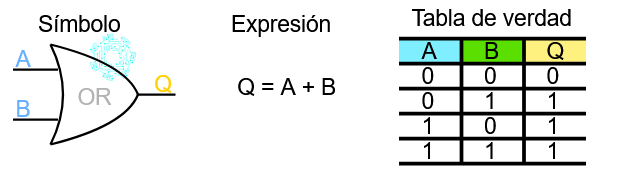 Símbolo
A
B
OR
Q
Expresión
Q = A + B
Tabla de verdad
A B Q
0 0 0
0 1 1
1 0 1
1 1 1